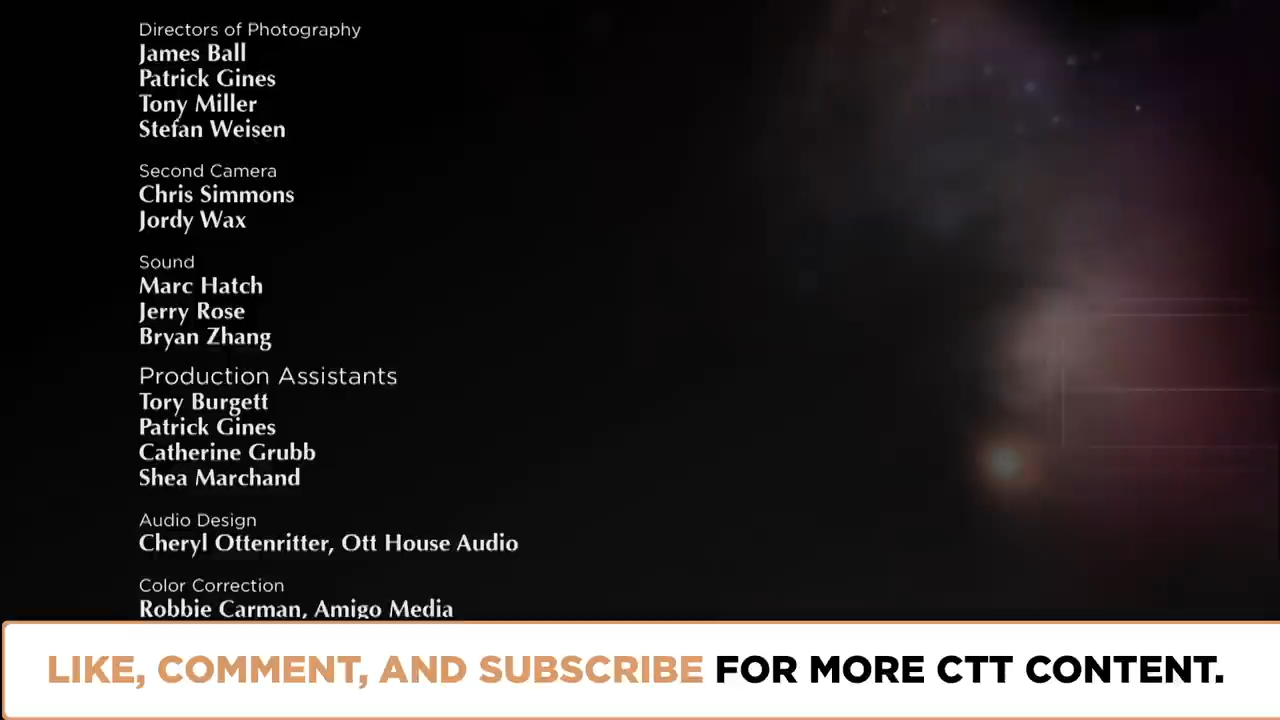 Directors of Photography
James Ball
Patrick Gines
Tony Miller
Stefan Weisen
Second Camera
Chris Simmons
Jordy Wax
Sound
Marc Hatch
Jerry Rose
Bryan Zhang
Production Assistants
Tory Burgett
Patrick Gines
Catherine Grubb
Shea Marchand
Audio Design
Cheryl Ottenritter, Ott House Audio
Color Correction
Robbie Carman, Amigo Media
LIKE, COMMENT, AND SUBSCRIBE FOR MORE CTT CONTENT.